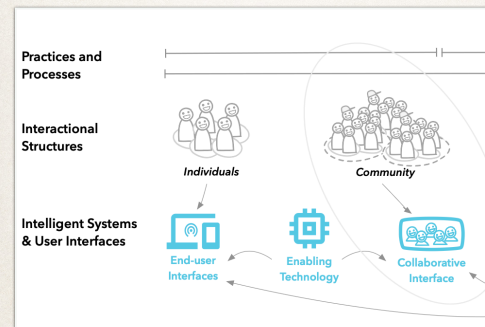 Practices and
Processes
Interactional
Structures
Individuals
Community
Intelligent Systems
& User Interfaces
End-user
Interfaces
Enabling
Technology
Collaborative
Interface